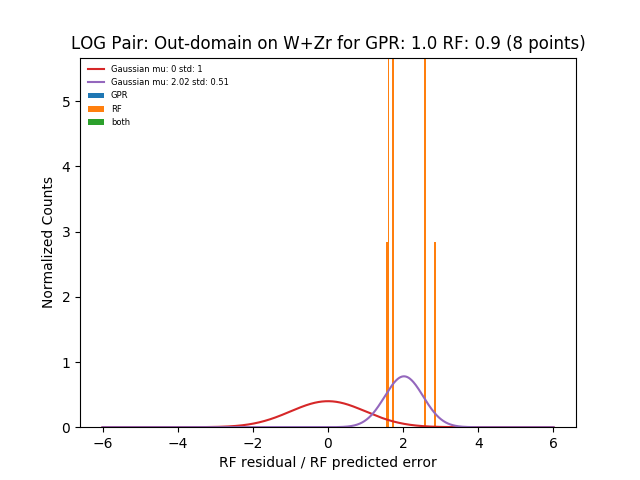 LOG Pair: Out-domain on W+Zr for GPR: 1.0 RF: 0.9 (8 points)
Gaussian mu: 0 std: 1
Gaussian mu: 2.02 std: 0.51
GPR
RF
both
Normalized Counts
5
4
3
2
1
0
−6
−4
−2
0
2
4
6
RF residual / RF predicted error